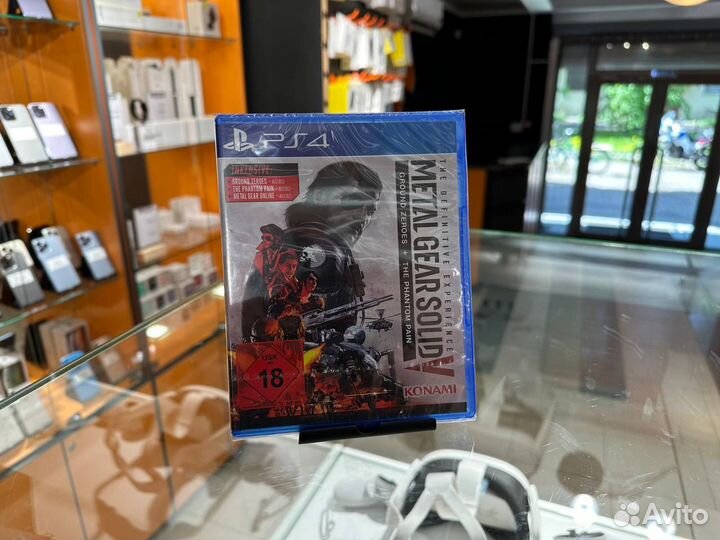 PS4
INKLUSIVE:
GROUND ZEROES
THE PHANTOM PAIN
METAL GEAR ONLINE
THE DEFINITIVE EXPERIENCE
METAL GEAR SOLID V
GROUND ZEROES + THE PHANTOM PAIN
USK
18
KONAMI
Avito